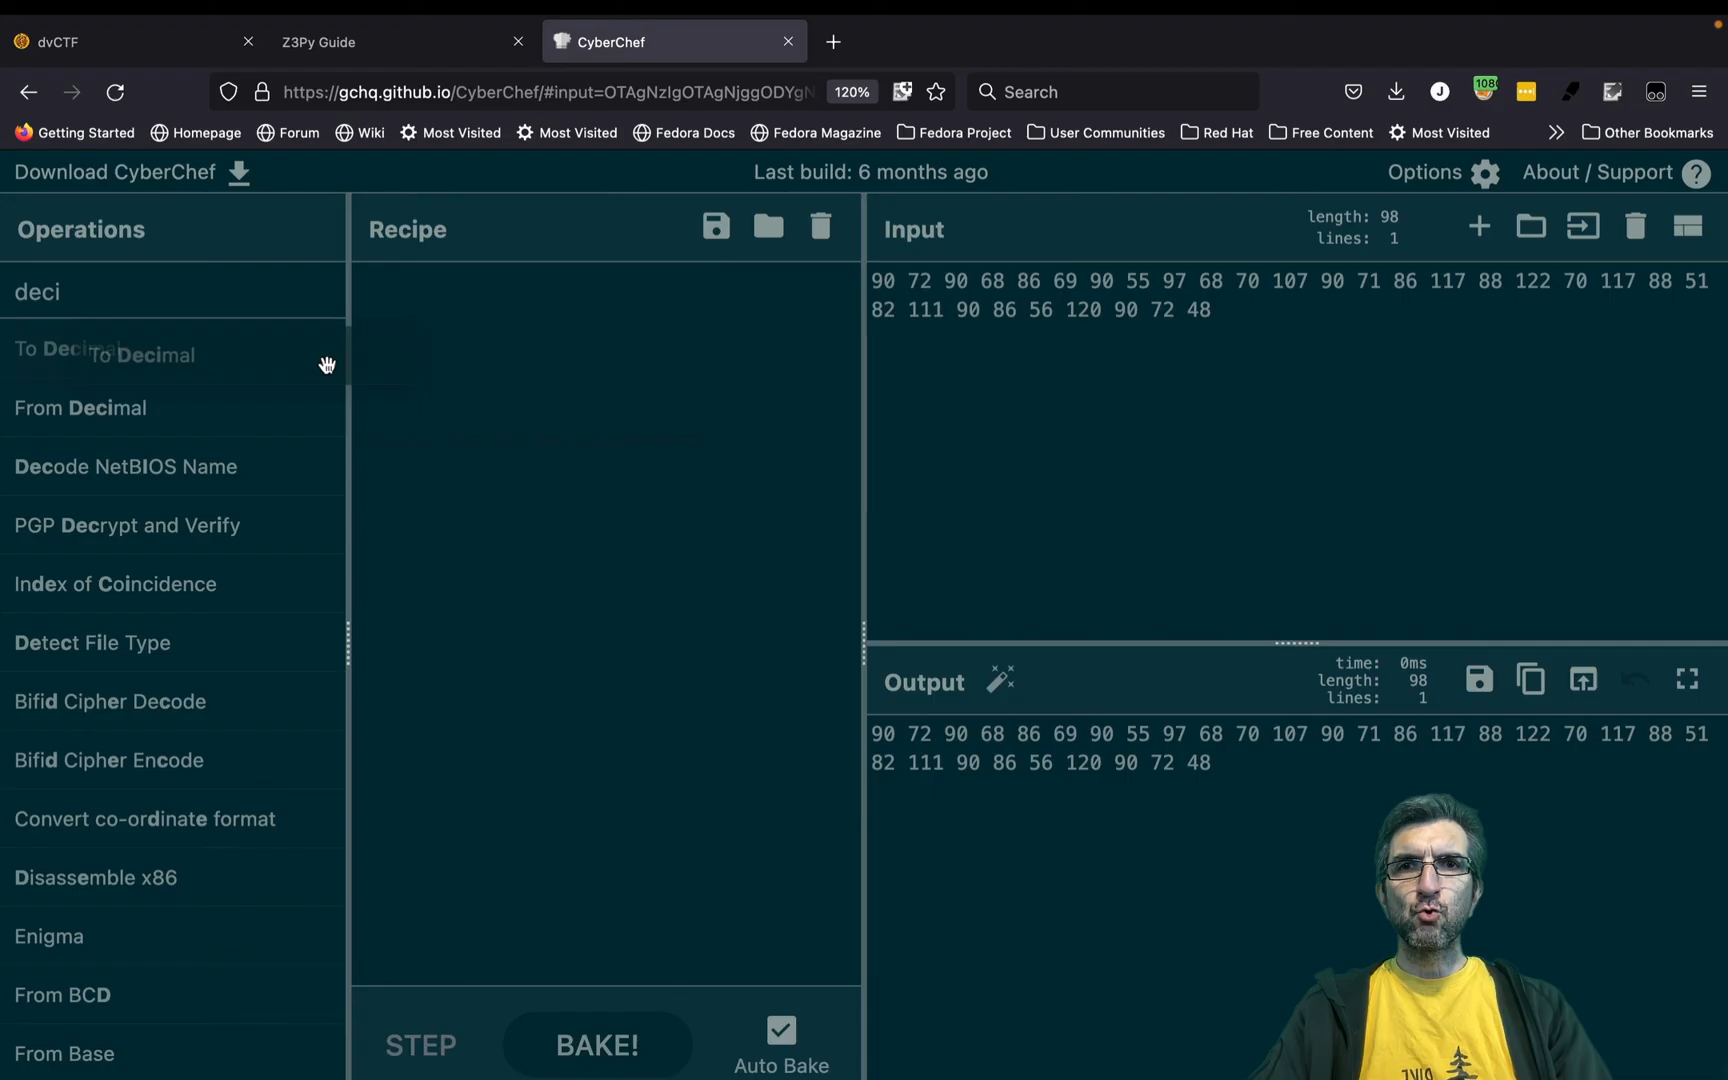 dvCTF
Z3Py Guide
CyberChef
https://gchq.github.io/CyberChef/#input=OTAgNzIgOTAgNjggODYgN
120%
Search
108
Getting Started
Homepage
Forum
Wiki
Most Visited
Most Visited
Fedora Docs
Fedora Magazine
Fedora Project
User Communities
Red Hat
Free Content
Most Visited
Other Bookmarks
Download CyberChef
Last build: 6 months ago
Options
About / Support
Operations
Recipe
Input
length: 98
lines: 1
deci
To Decimal
To Decimal
From Decimal
Decode NetBIOS Name
PGP Decrypt and Verify
Index of Coincidence
Detect File Type
Bifid Cipher Decode
Bifid Cipher Encode
Convert co-ordinate format
Disassemble x86
Enigma
From BCD
From Base
STEP
BAKE!
Auto Bake
90 72 90 68 86 69 90 55 97 68 70 107 90 71 86 117 88 122 70 117 88 51
82 111 90 86 56 120 90 72 48
Output
time: 0ms
length: 98
lines: 1
90 72 90 68 86 69 90 55 97 68 70 107 90 71 86 117 88 122 70 117 88 51
82 111 90 86 56 120 90 72 48